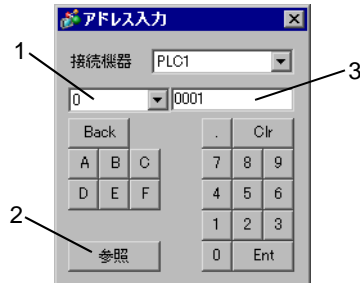 アドレス入力
1
接続機器 PLC1
3
0 0001
Back . Clr
A B C 7 8 9
D E F 4 5 6
2
1 2 3
参照 0 Ent